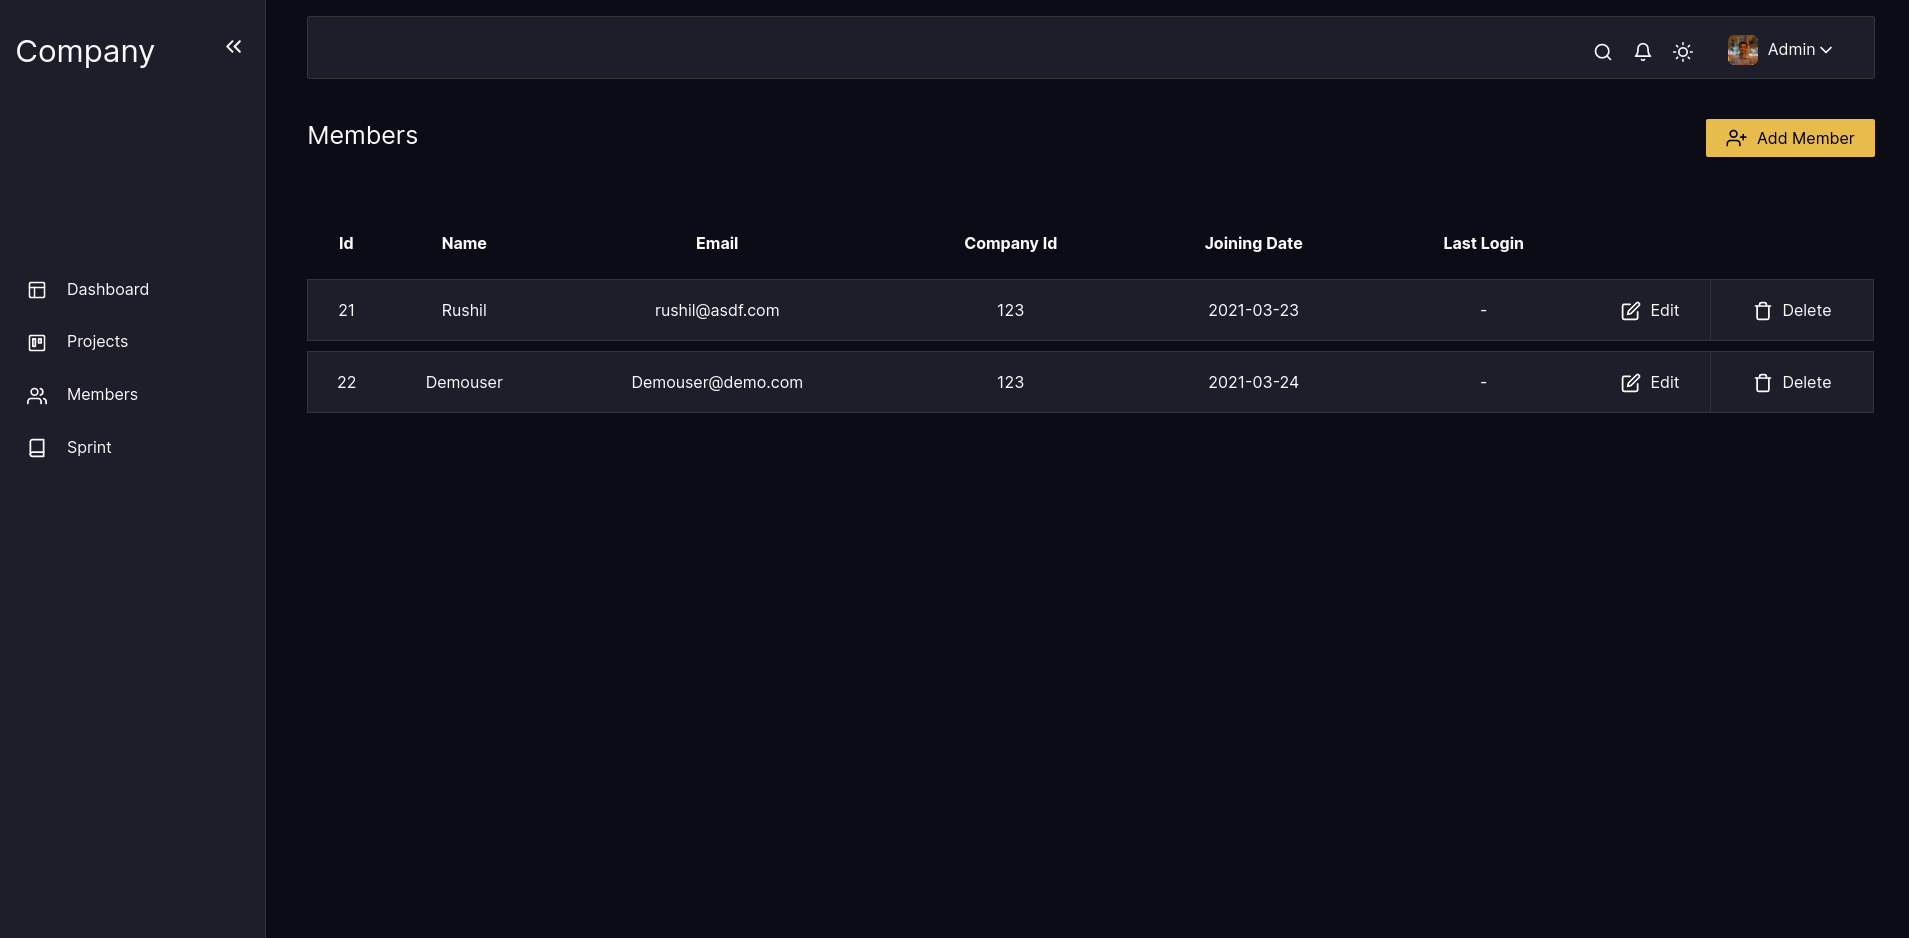 Company
Admin
Members
Add Member
Id Name Email Company Id Joining Date Last Login
21 Rushil rushil@asdf.com 123 2021-03-23 - Edit Delete
22 Demouser Demouser@demo.com 123 2021-03-24 - Edit Delete
Dashboard
Projects
Members
Sprint